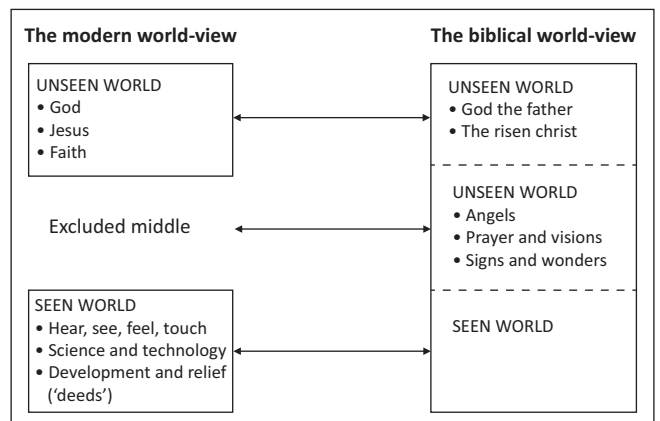 The modern world-view
The biblical world-view
UNSEEN WORLD
• God
• Jesus
• Faith
UNSEEN WORLD
• God the father
• The risen christ
Excluded middle
UNSEEN WORLD
• Angels
• Prayer and visions
• Signs and wonders
SEEN WORLD
• Hear, see, feel, touch
• Science and technology
• Development and relief
(‘deeds’)
SEEN WORLD